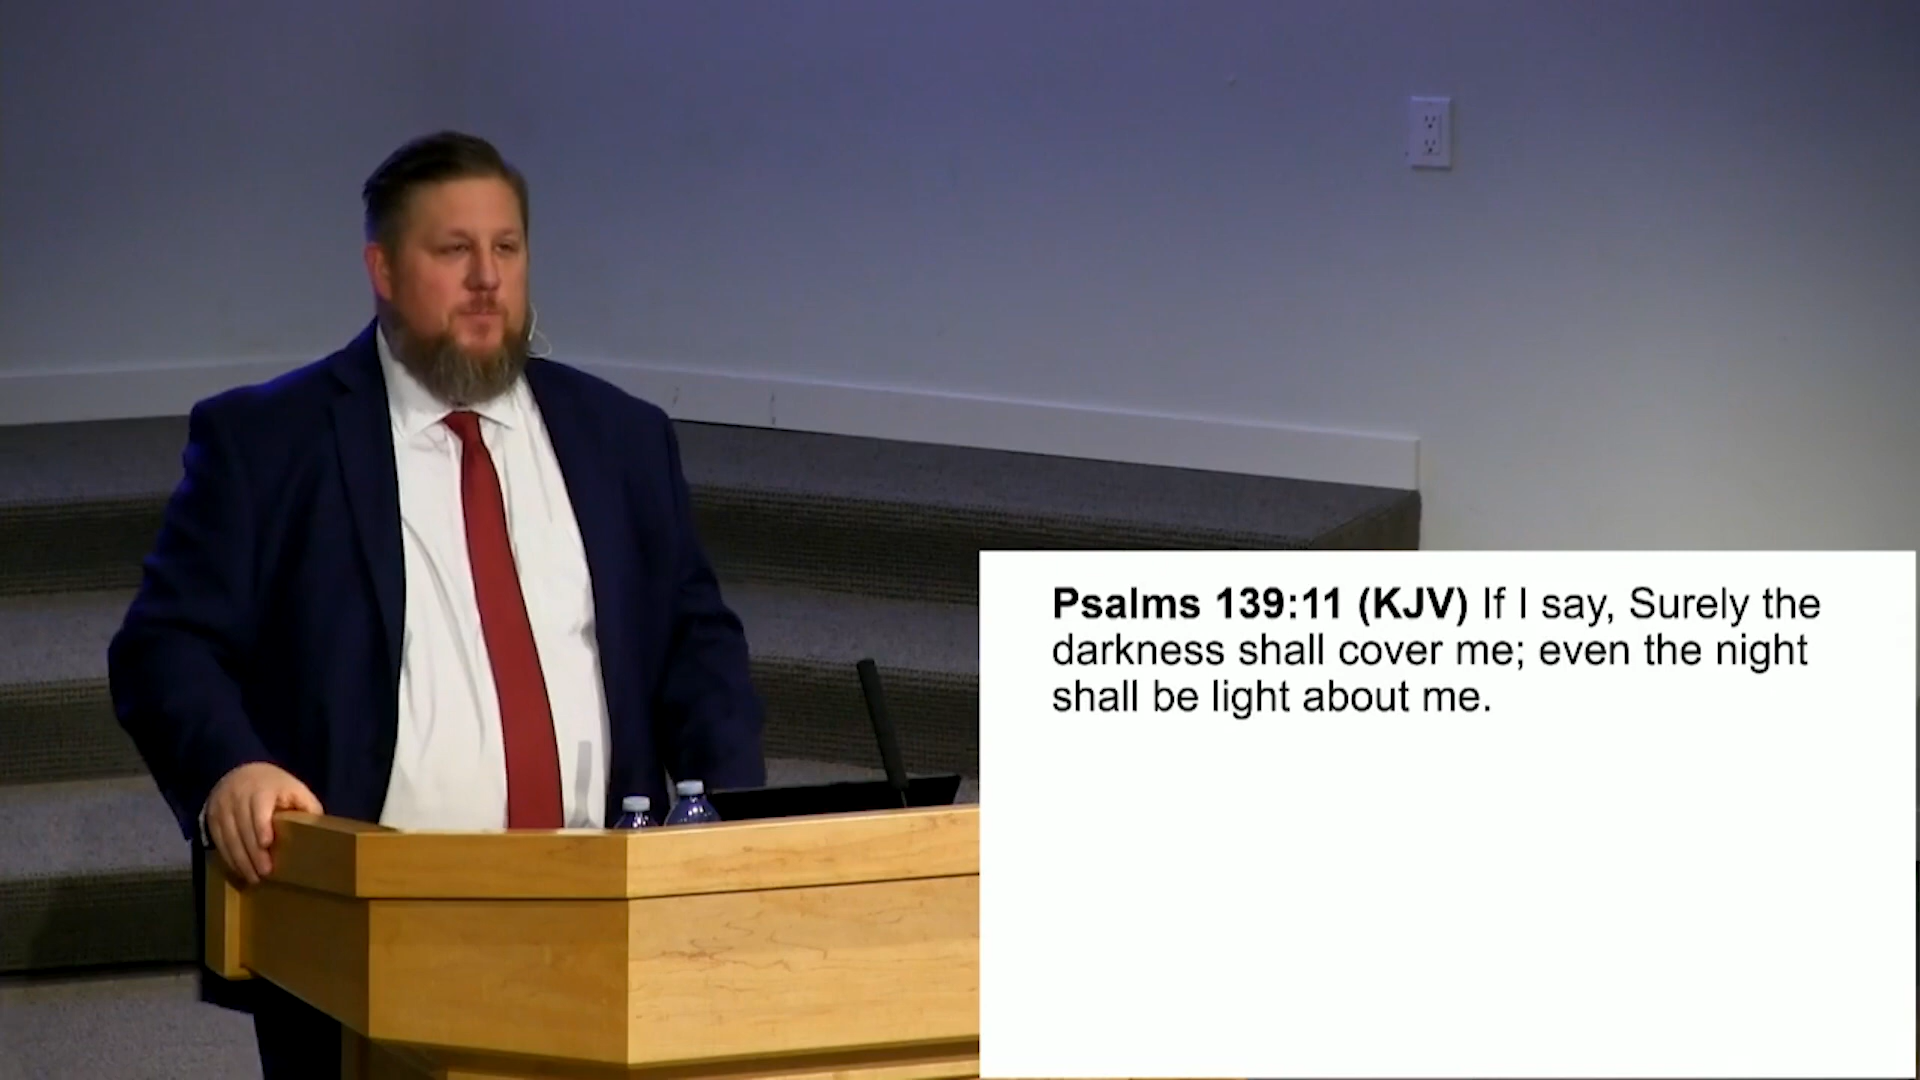 Psalms 139:11 (KJV) If I say, Surely the
darkness shall cover me; even the night
shall be light about me.